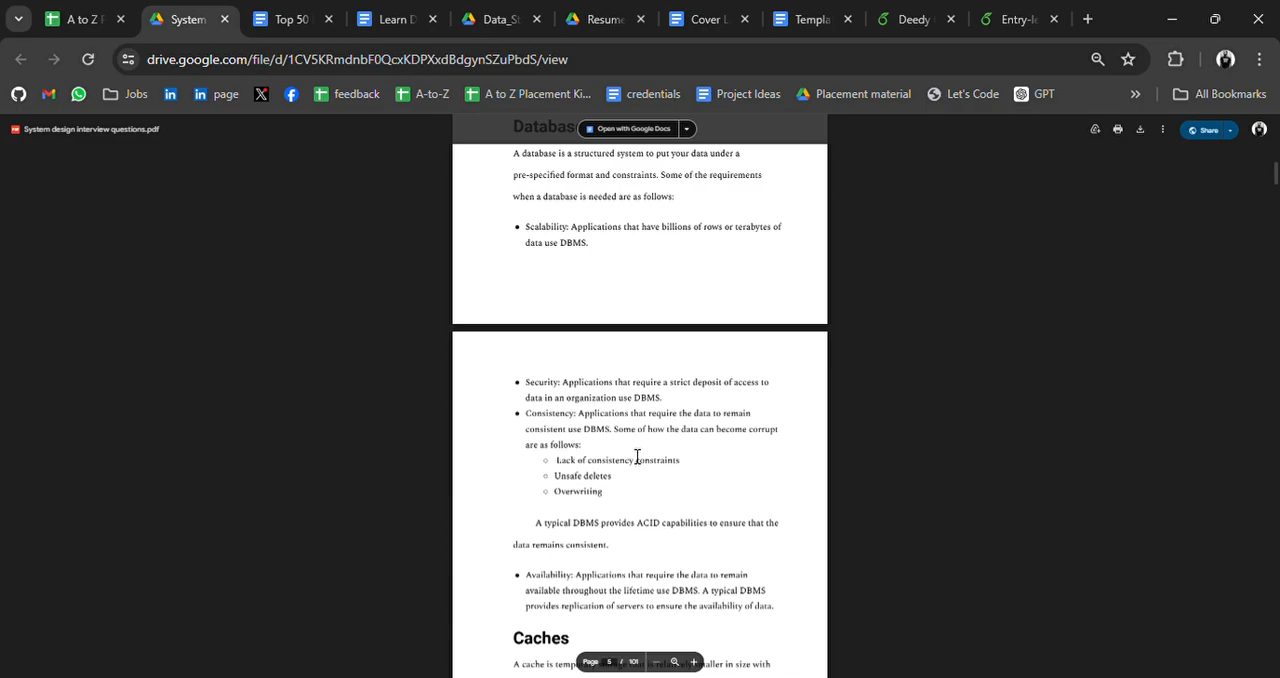 A to Z P
System
Top 50
Learn D
Data_St
Resume
Cover L
Templa
Deedy
Entry-le
drive.google.com/file/d/1CV5KRmdnbF0QcxKDPXxdBdgynSZuPbdS/view
Jobs
page
feedback
A-to-Z
A to Z Placement Ki...
credentials
Project Ideas
Placement material
Let's Code
GPT
All Bookmarks
System design interview questions.pdf
Open with Google Docs
Share
Databas
A database is a structured system to put your data under a
pre-specified format and constraints. Some of the requirements
when a database is needed are as follows:
• Scalability: Applications that have billions of rows or terabytes of
data use DBMS.
• Security: Applications that require a strict deposit of access to
data in an organization use DBMS.
• Consistency: Applications that require the data to remain
consistent use DBMS. Some of how the data can become corrupt
are as follows:
○ Lack of consistency constraints
○ Unsafe deletes
○ Overwriting
A typical DBMS provides ACID capabilities to ensure that the
data remains consistent.
• Availability: Applications that require the data to remain
available throughout the lifetime use DBMS. A typical DBMS
provides replication of servers to ensure the availability of data.
Caches
A cache is temp smaller in size with
Page 5 / 101